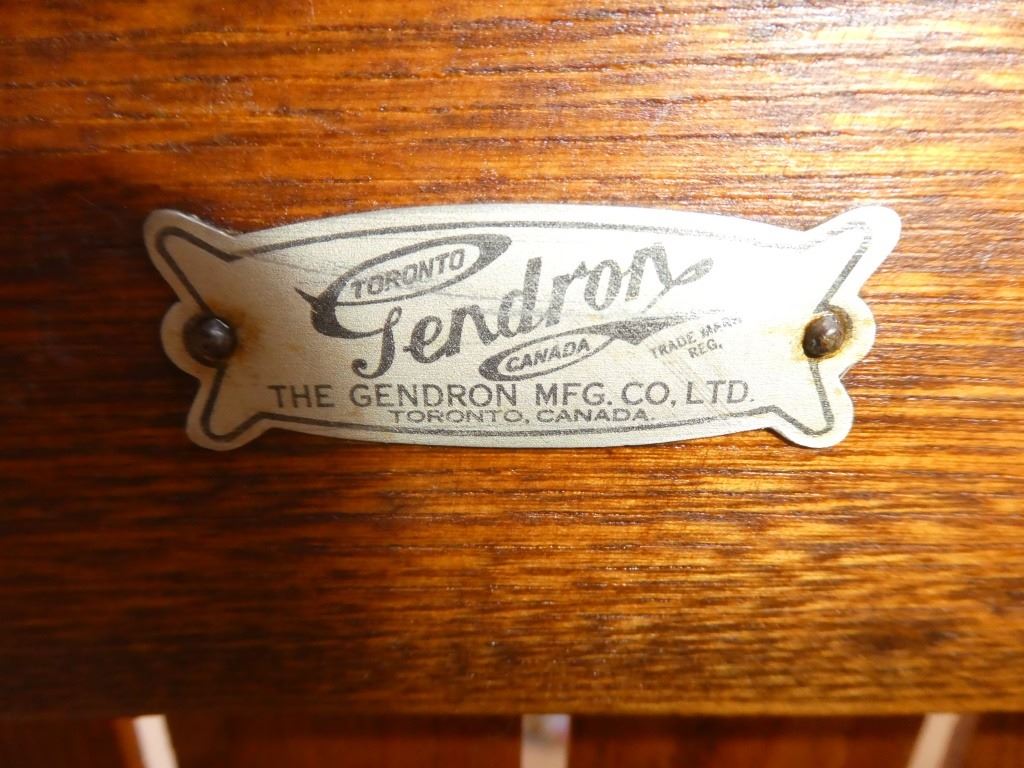 TORONTO
Gendron
CANADA
TRADE MARK
REG.
THE GENDRON MFG. CO, LTD.
TORONTO, CANADA.